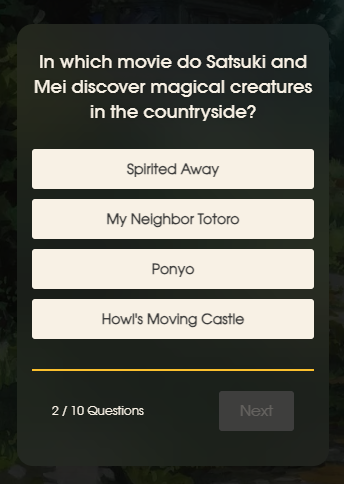 In which movie do Satsuki and
Mei discover magical creatures
in the countryside?
Spirited Away
My Neighbor Totoro
Ponyo
Howl's Moving Castle
2 / 10 Questions
Next